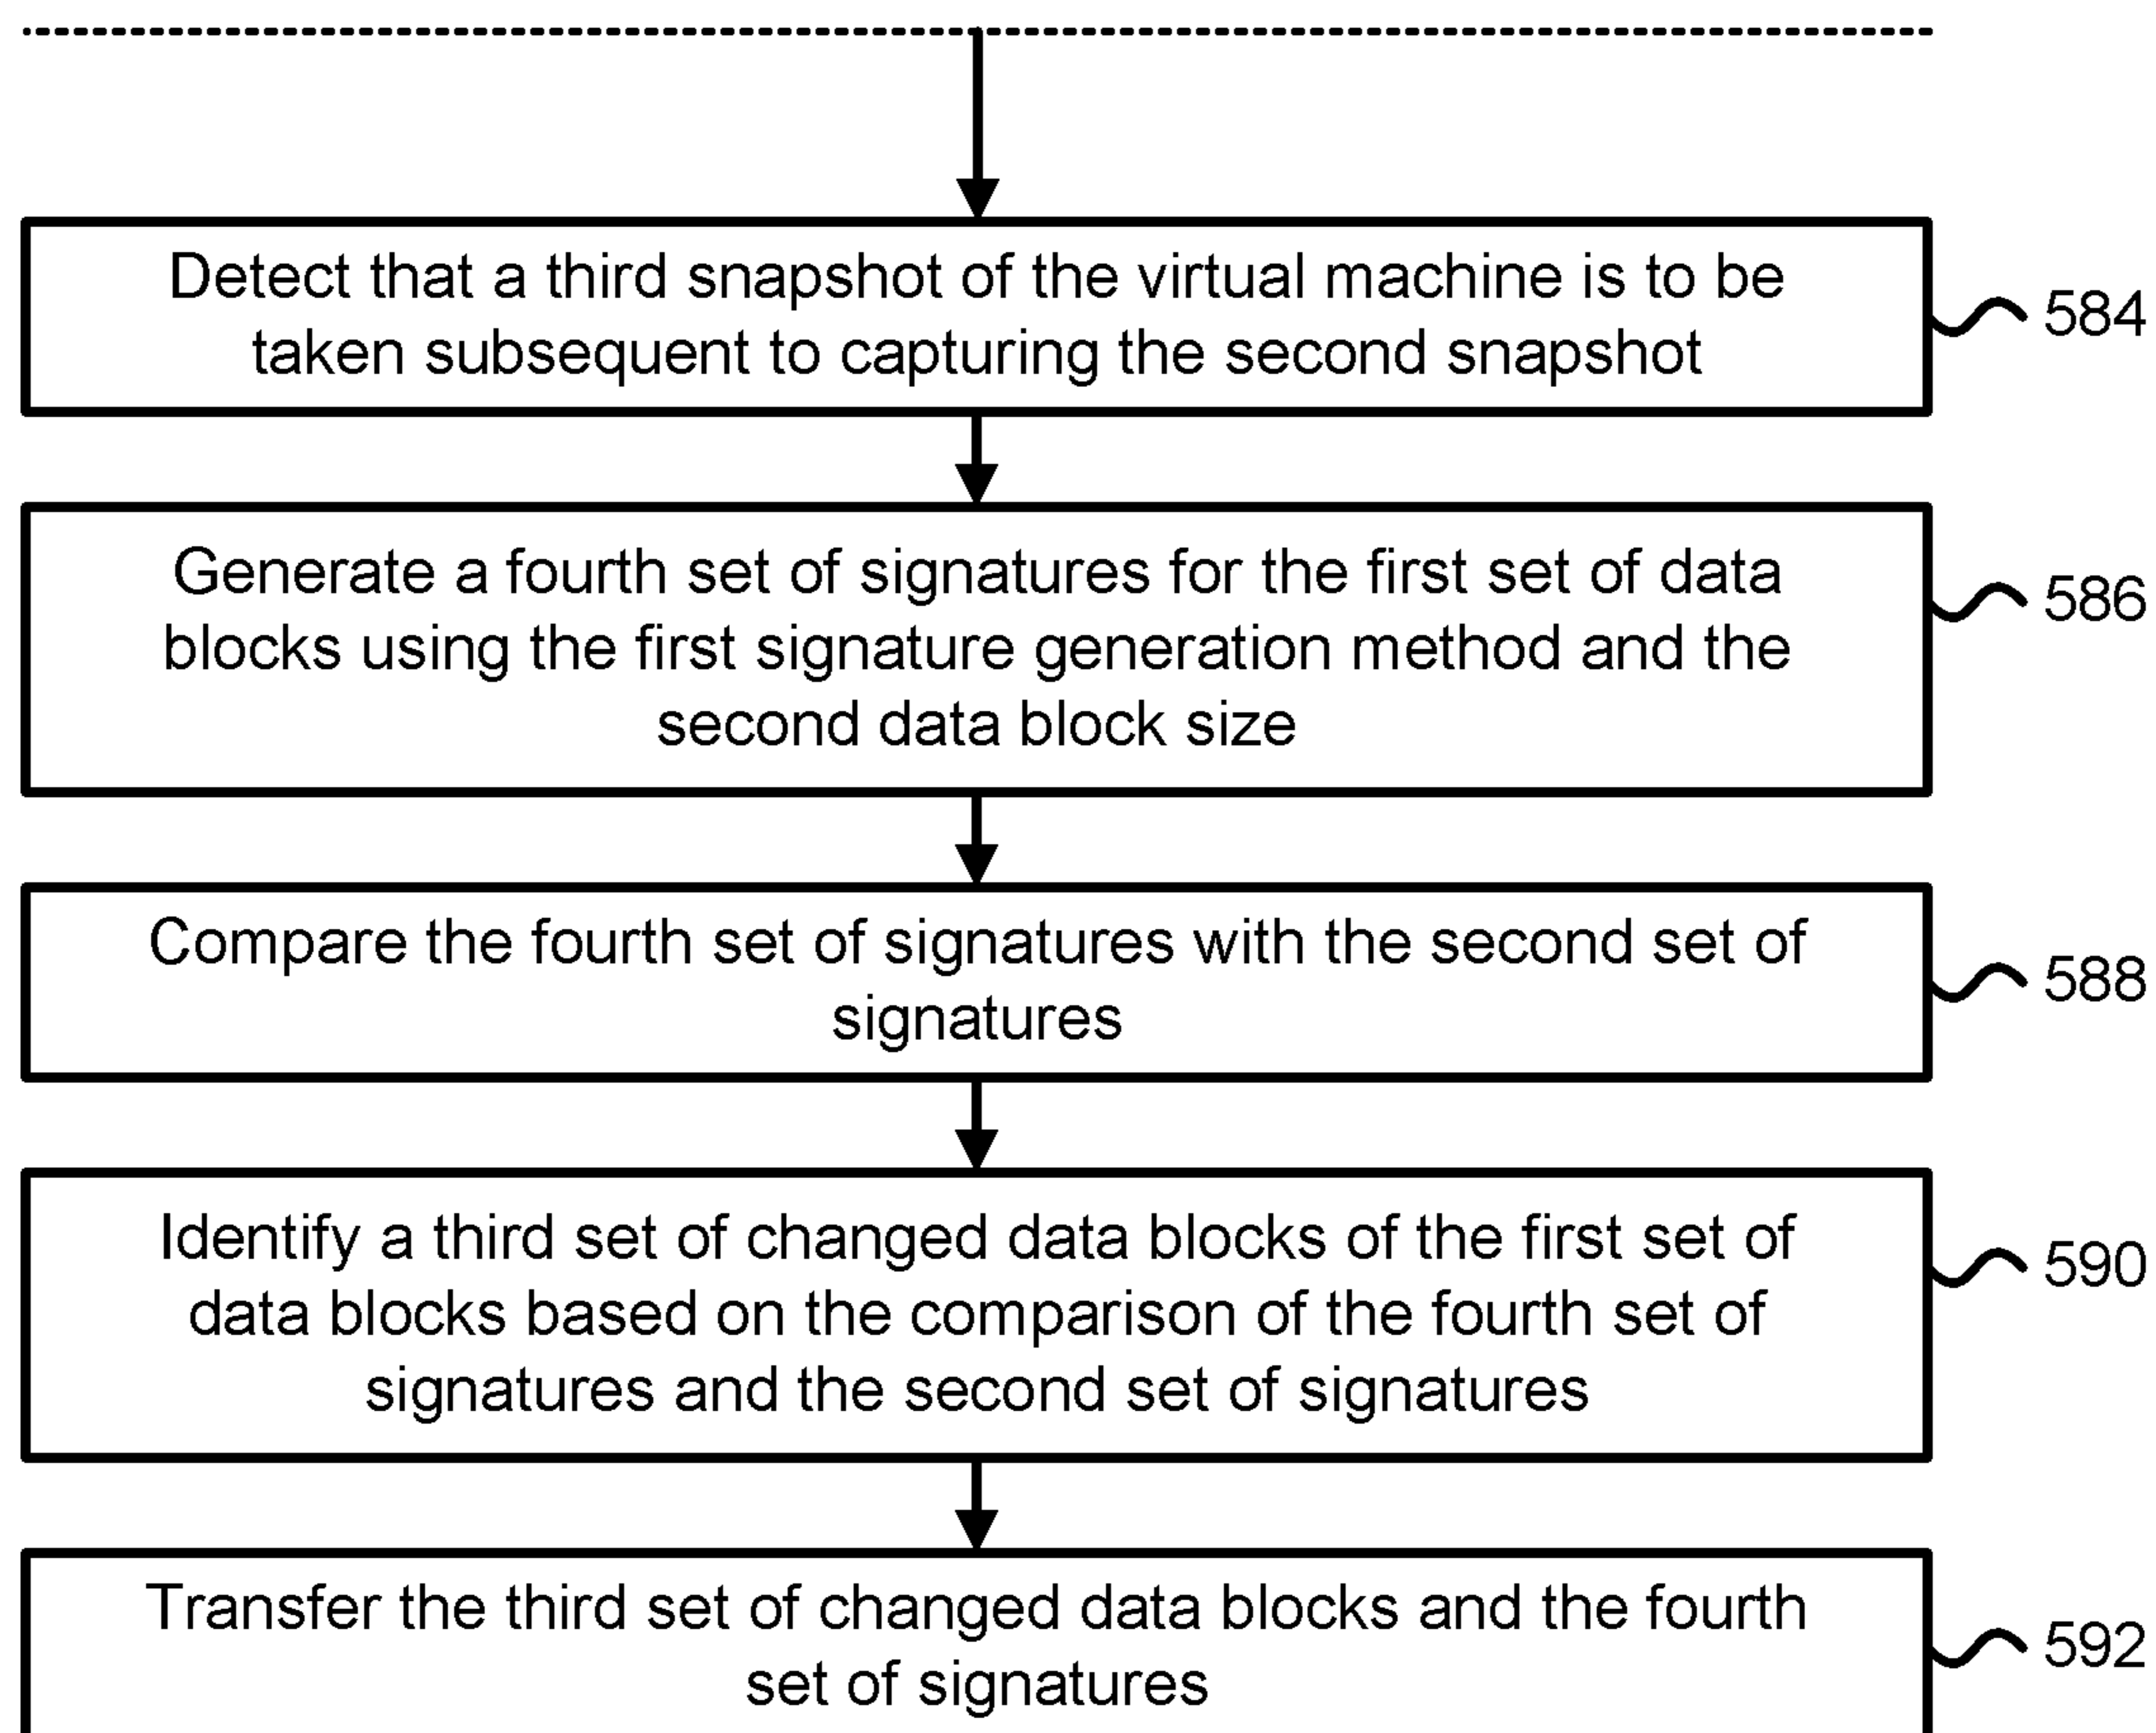 Detect that a third snapshot of the virtual machine is to be
taken subsequent to capturing the second snapshot
584
Generate a fourth set of signatures for the first set of data
blocks using the first signature generation method and the
second data block size
586
Compare the fourth set of signatures with the second set of
signatures
588
Identify a third set of changed data blocks of the first set of
data blocks based on the comparison of the fourth set of
signatures and the second set of signatures
590
Transfer the third set of changed data blocks and the fourth
set of signatures
592